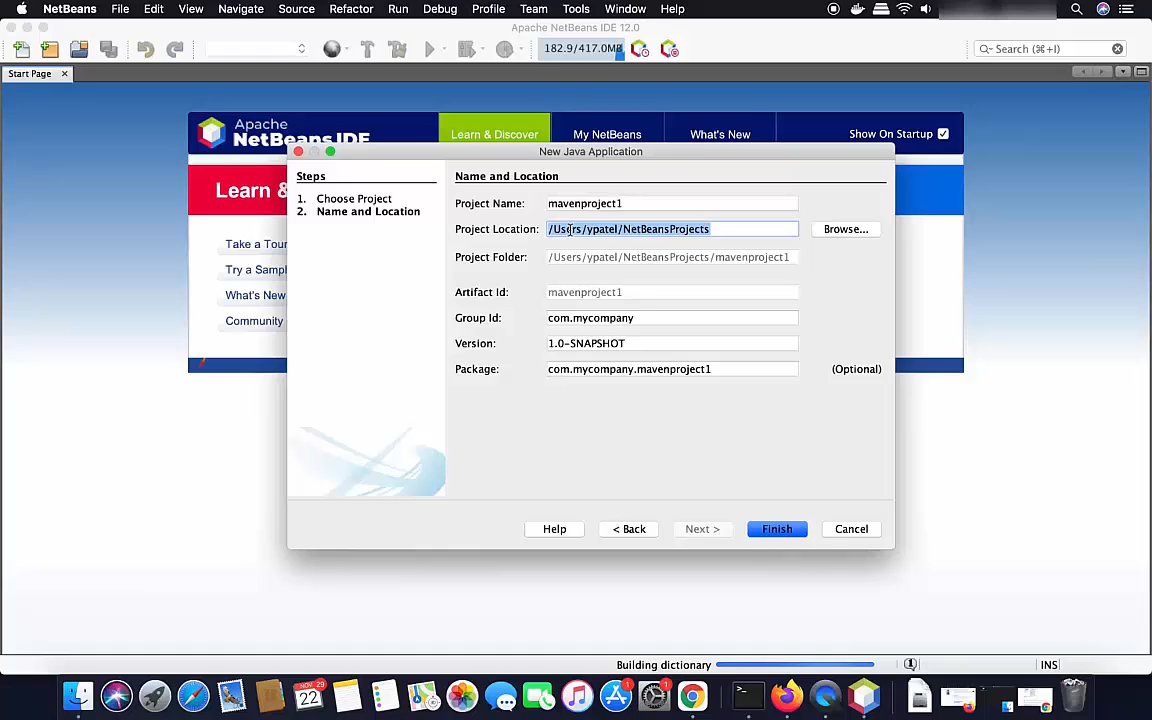 NetBeans File Edit View Navigate Source Refactor Run Debug Profile Team Tools Window Help
Apache NetBeans IDE 12.0
182.9/417.0MB
Search (⌘+I)
Start Page
Apache
NetBeans IDE
Learn & Discover
My NetBeans
What's New
Show On Startup
Learn &
Take a Tour
Try a Sampl
What's New
Community
New Java Application
Steps
1. Choose Project
2. Name and Location
Name and Location
Project Name: mavenproject1
Project Location: /Users/ypatel/NetBeansProjects Browse...
Project Folder: /Users/ypatel/NetBeansProjects/mavenproject1
Artifact Id: mavenproject1
Group Id: com.mycompany
Version: 1.0-SNAPSHOT
Package: com.mycompany.mavenproject1 (Optional)
Help < Back Next > Finish Cancel
Building dictionary
INS
NOV 29
22
1
1